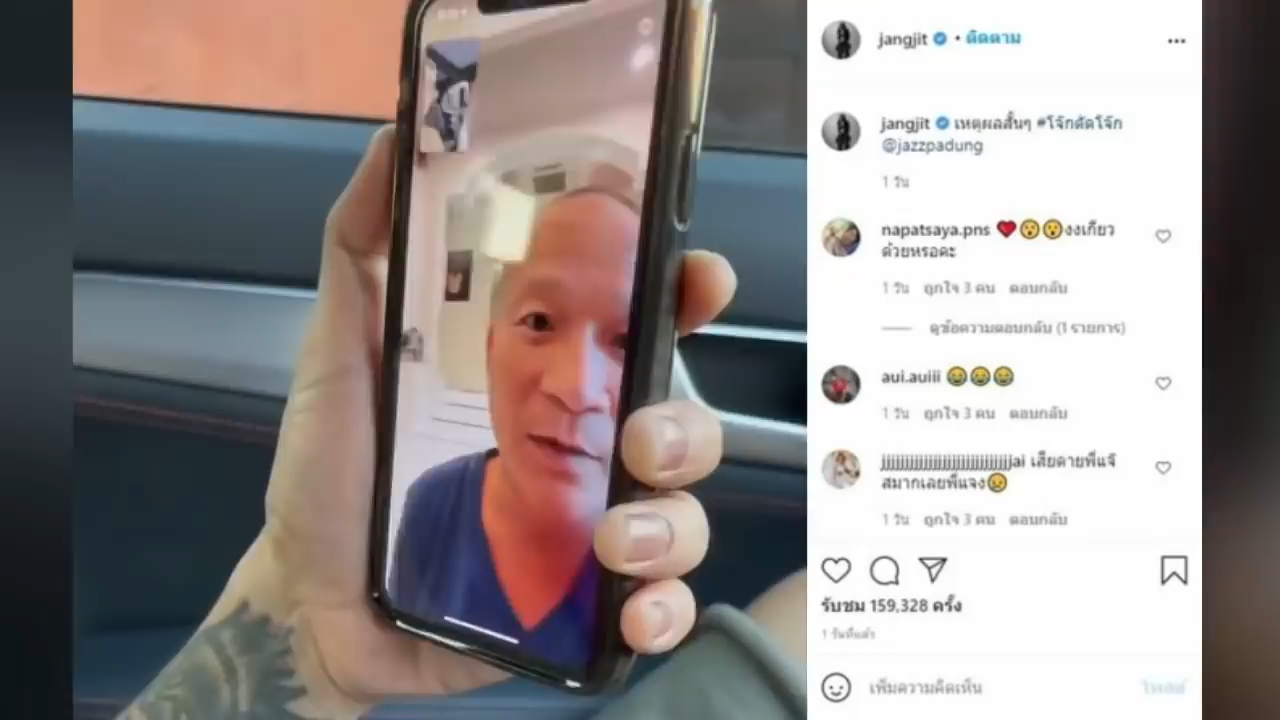 jangjit • ติดตาม
jangjit เหตุผลสั้นๆ #โจ๊กตัดโจ๊ก
@jazzpadung
1 วัน
napatsaya.pns ❤️😮😮งงเกียว
ด้วยหรอคะ
1 วัน ถูกใจ 3 คน ตอบกลับ
ดูข้อความตอบกลับ (1 รายการ)
aui.auiii 😂😂😂
1 วัน ถูกใจ 3 คน ตอบกลับ
เสียดายพี่แจ๊
สมากเลยพี่แจง😢
1 วัน ถูกใจ 3 คน ตอบกลับ
รับชม 159,328 ครั้ง
1 วันที่แล้ว
เพิ่มความคิดเห็น
โพสต์